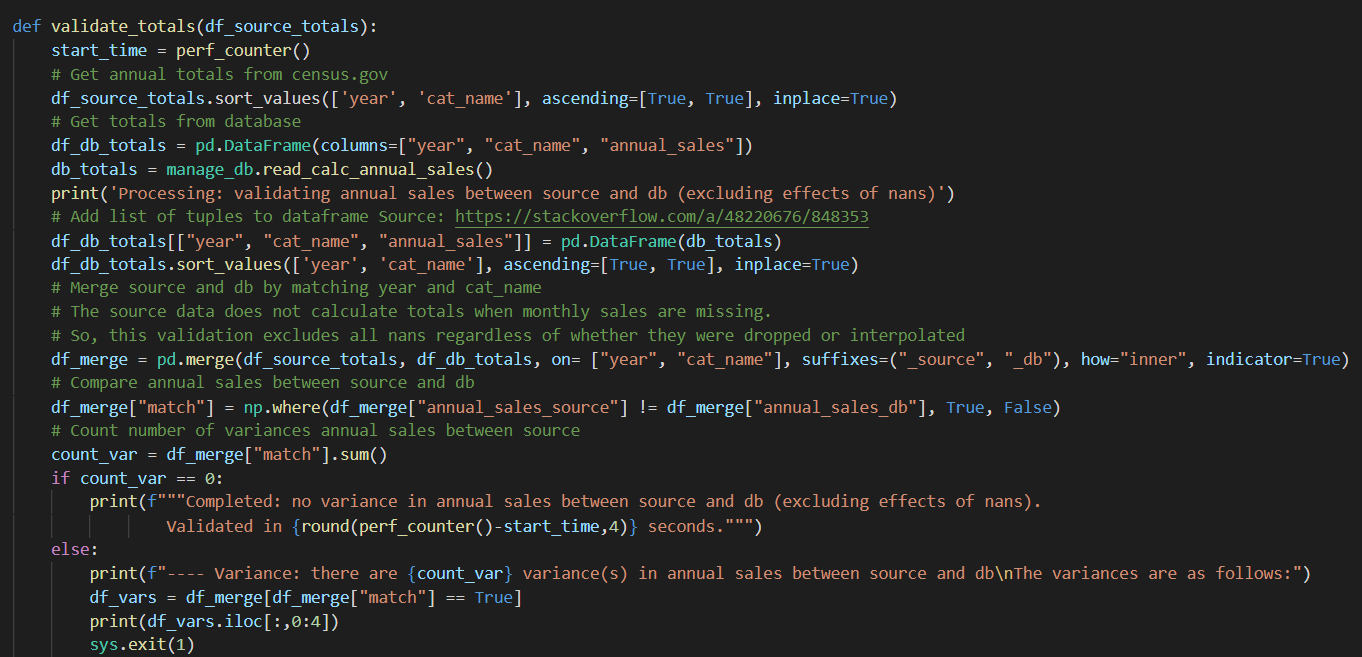 def validate_totals(df_source_totals):
    start_time = perf_counter()
    # Get annual totals from census.gov
    df_source_totals.sort_values(['year', 'cat_name'], ascending=[True, True], inplace=True)
    # Get totals from database
    df_db_totals = pd.DataFrame(columns=["year", "cat_name", "annual_sales"])
    db_totals = manage_db.read_calc_annual_sales()
    print('Processing: validating annual sales between source and db (excluding effects of nans)')
    # Add list of tuples to dataframe Source: https://stackoverflow.com/a/48220676/848353
    df_db_totals[["year", "cat_name", "annual_sales"]] = pd.DataFrame(db_totals)
    df_db_totals.sort_values(['year', 'cat_name'], ascending=[True, True], inplace=True)
    # Merge source and db by matching year and cat_name
    # The source data does not calculate totals when monthly sales are missing.
    # So, this validation excludes all nans regardless of whether they were dropped or interpolated
    df_merge = pd.merge(df_source_totals, df_db_totals, on= ["year", "cat_name"], suffixes=("_source", "_db"), how="inner", indicator=True)
    # Compare annual sales between source and db
    df_merge["match"] = np.where(df_merge["annual_sales_source"] != df_merge["annual_sales_db"], True, False)
    # Count number of variances annual sales between source
    count_var = df_merge["match"].sum()
    if count_var == 0:
        print(f"""Completed: no variance in annual sales between source and db (excluding effects of nans).
                Validated in {round(perf_counter()-start_time,4)} seconds.""")
    else:
        print(f"---- Variance: there are {count_var} variance(s) in annual sales between source and db\nThe variances are as follows:")
        df_vars = df_merge[df_merge["match"] == True]
        print(df_vars.iloc[:,0:4])
        sys.exit(1)